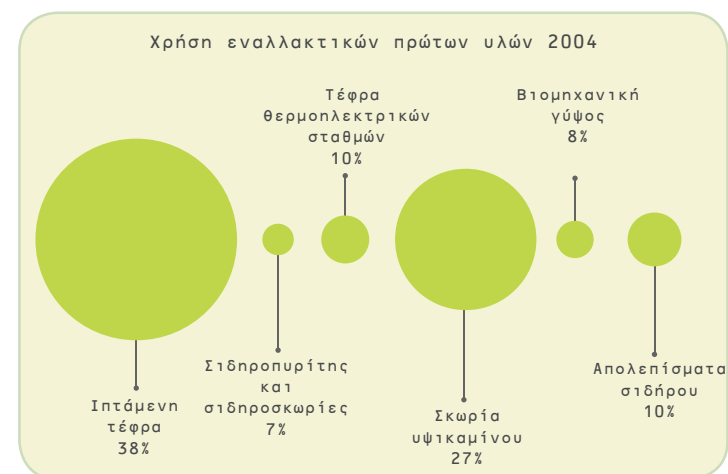 Χρήση εναλλακτικών πρώτων υλών 2004
Τέφρα
θερμοηλεκτρικών
σταθμών
10%
Βιομηχανική
γύψος
8%
Ιπτάμενη
τέφρα
38%
Σιδηροπυρίτης
και
σιδηροσκωρίες
7%
Σκωρία
υψικαμίνου
27%
Απολεπίσματα
σιδήρου
10%